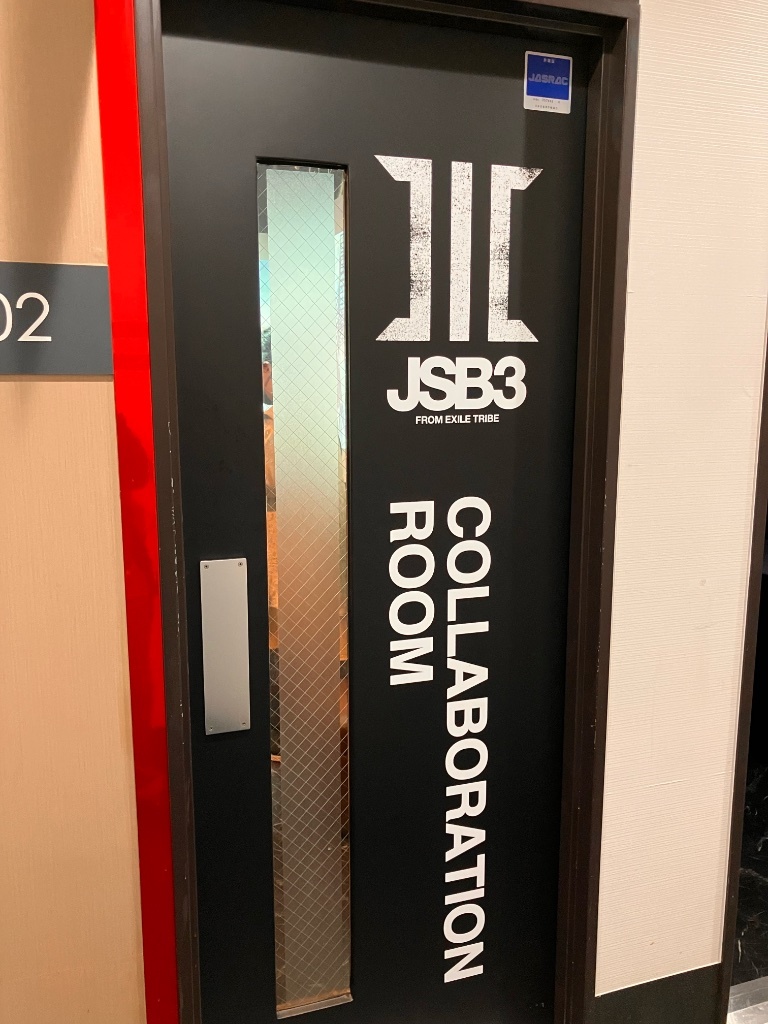 JASRAC
02
JSB3
FROM EXILE TRIBE
COLLABORATION
ROOM